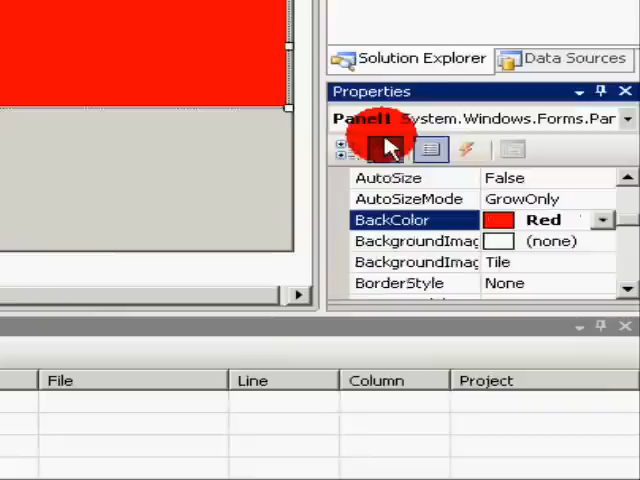 Solution Explorer Data Sources
Properties
Panel1 System.Windows.Forms.Par
AutoSize False
AutoSizeMode GrowOnly
BackColor Red
BackgroundImag (none)
BackgroundImag Tile
BorderStyle None
File Line Column Project